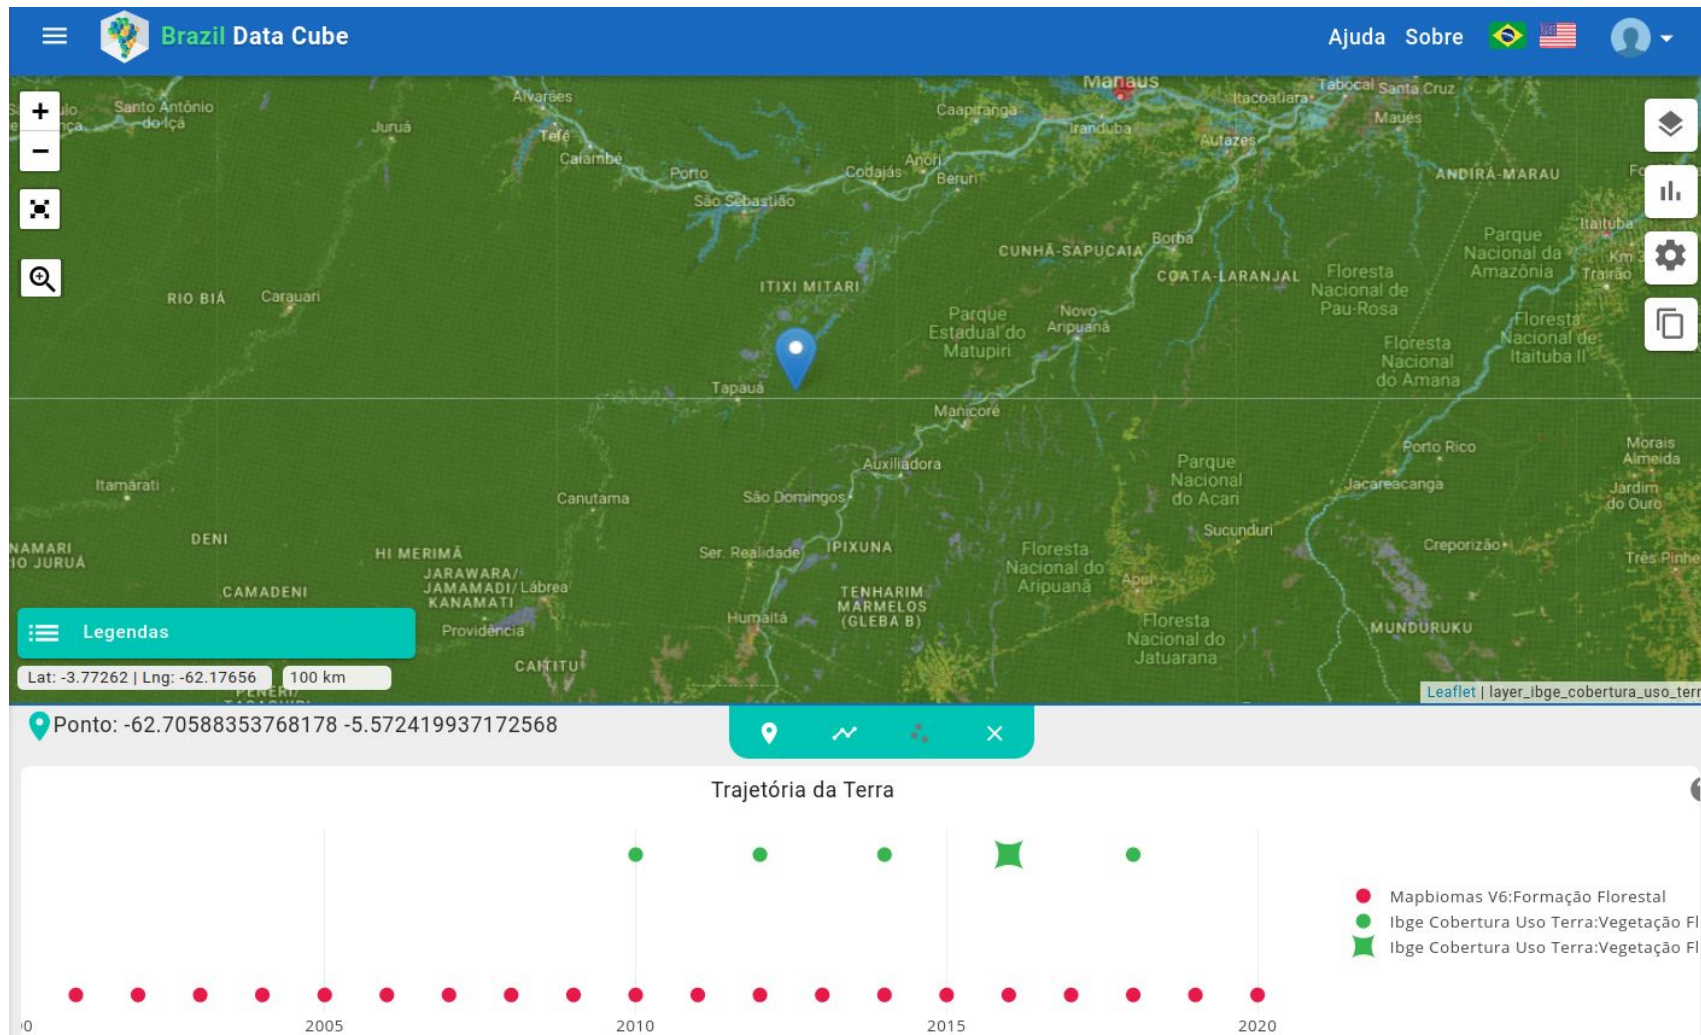 Brazil Data Cube
Ajuda Sobre
Manaus
Tabocal Santa Cruz
Alvarães
Itacoatiara
Santo Antônio
do Içá
Caapiranga
Maués
Juruá
Iranduba
Tefé
Autazes
Caiambé
Anori
Porto
Codajás
Beruri
ANDIRÁ-MARAU
São Sebastião
Itaituba
Parque
Nacional da
Amazônia
Borba
CUNHÃ-SAPUCAIA
Km 3
Trairão
COATA-LARANJAL
Floresta
Nacional de
Pau-Rosa
ITIXI MITARI
RIO BIÁ
Carauari
Parque
Estadual do
Matupiri
Novo
Aripuanã
Floresta
Nacional de
Itaituba II
Floresta
Nacional
do Amana
Tapauá
Manicoré
Porto Rico
Morais
Almeida
Auxiliadora
Parque
Nacional
do Acari
Itamarati
Canutama
São Domingos
Jacareacanga
Jardim
do Ouro
Sucunduri
DENI
NAMARI
IO JURUÁ
HI MERIMÃ
Ser. Realidade
IPIXUNA
Floresta
Nacional do
Aripuanã
Creporizão
Três Pinhe
JARAWARA/
JAMAMADI/
KANAMATI
Lábrea
Apuí
CAMADENI
TENHARIM
MARMELOS
(GLEBA B)
Humaitá
Floresta
Nacional do
Jatuarana
MUNDURUKU
Legendas
Providência
CAITITU
Lat: -3.77262 | Lng: -62.17656
100 km
PENERI/
Leaflet | layer_ibge_cobertura_uso_terr
Ponto: -62.70588353768178 -5.572419937172568
Trajetória da Terra
Mapbiomas V6:Formação Florestal
Ibge Cobertura Uso Terra:Vegetação Fl
Ibge Cobertura Uso Terra:Vegetação Fl
2005 2010 2015 2020